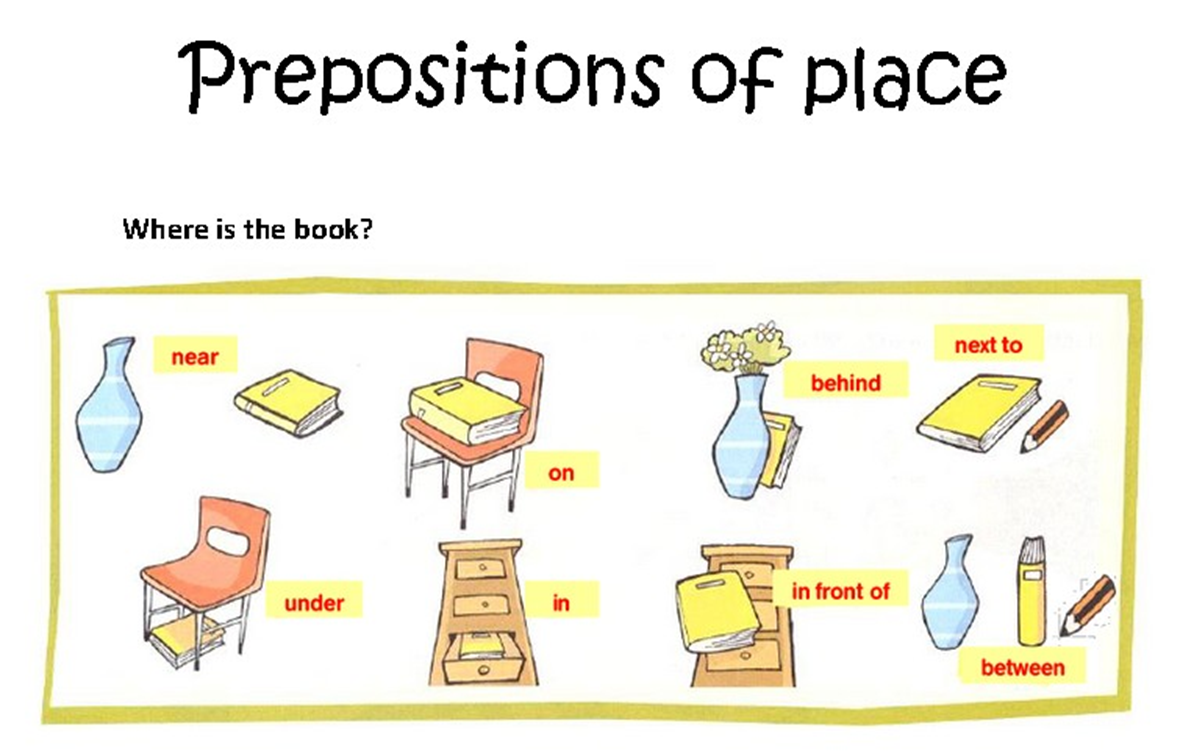 Prepositions of place
Where is the book?
near
on
behind
next to
under
in
in front of
between